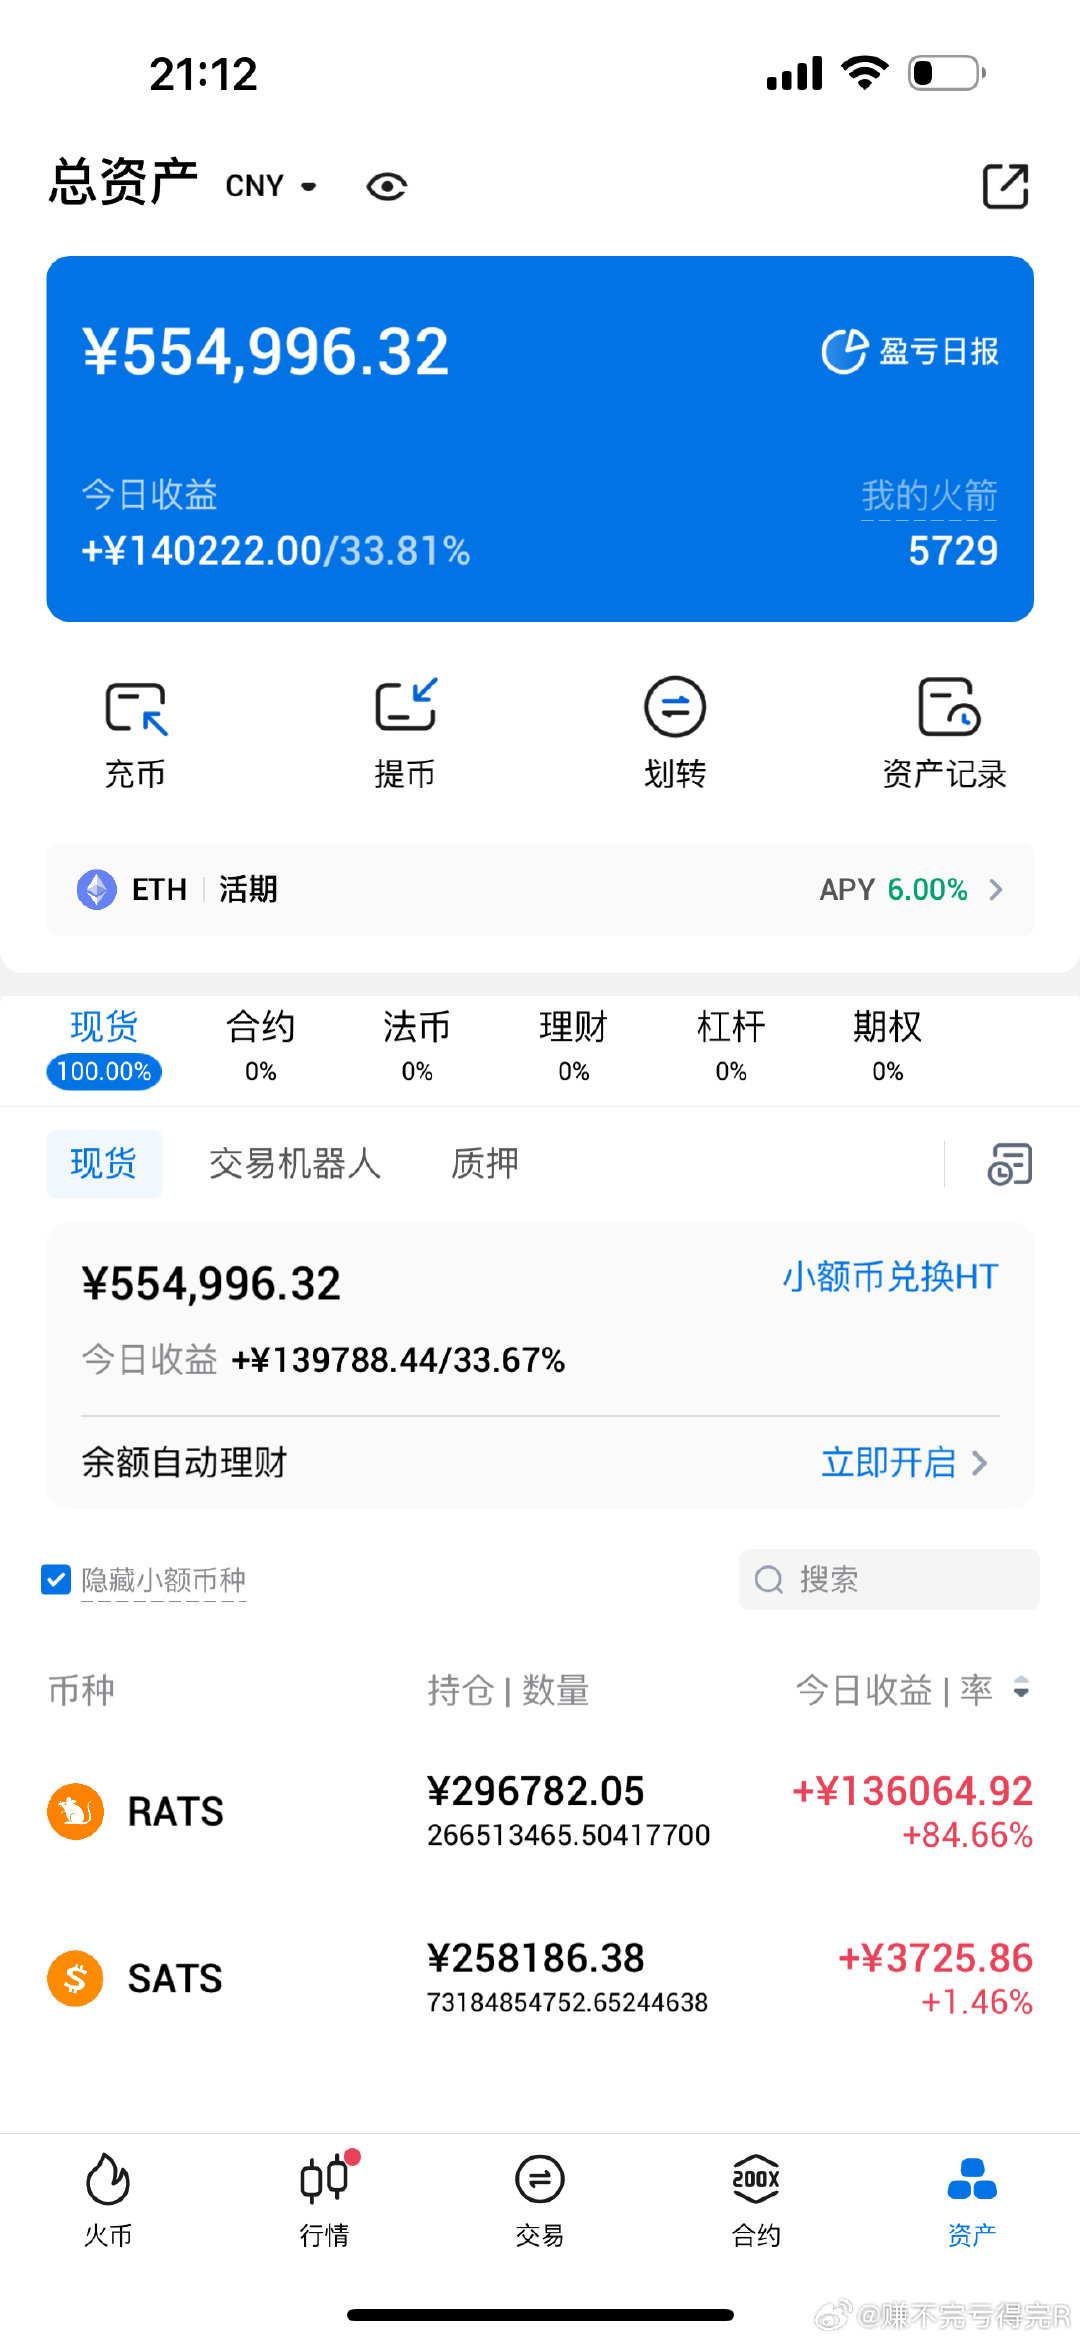 21:12
总资产 CNY
¥554,996.32 盈亏日报
今日收益 我的火箭
+¥140222.00/33.81% 5729
充币 提币 划转 资产记录
ETH 活期 APY 6.00%
现货 合约 法币 理财 杠杆 期权
100.00% 0% 0% 0% 0% 0%
现货 交易机器人 质押
¥554,996.32 小额币兑换HT
今日收益 +¥139788.44/33.67%
余额自动理财 立即开启
隐藏小额币种 搜索
币种 持仓 | 数量 今日收益 | 率
RATS ¥296782.05 +¥136064.92
266513465.50417700 +84.66%
SATS ¥258186.38 +¥3725.86
73184854752.65244638 +1.46%
200X
火币 行情 交易 合约 资产
@赚不完亏得完R